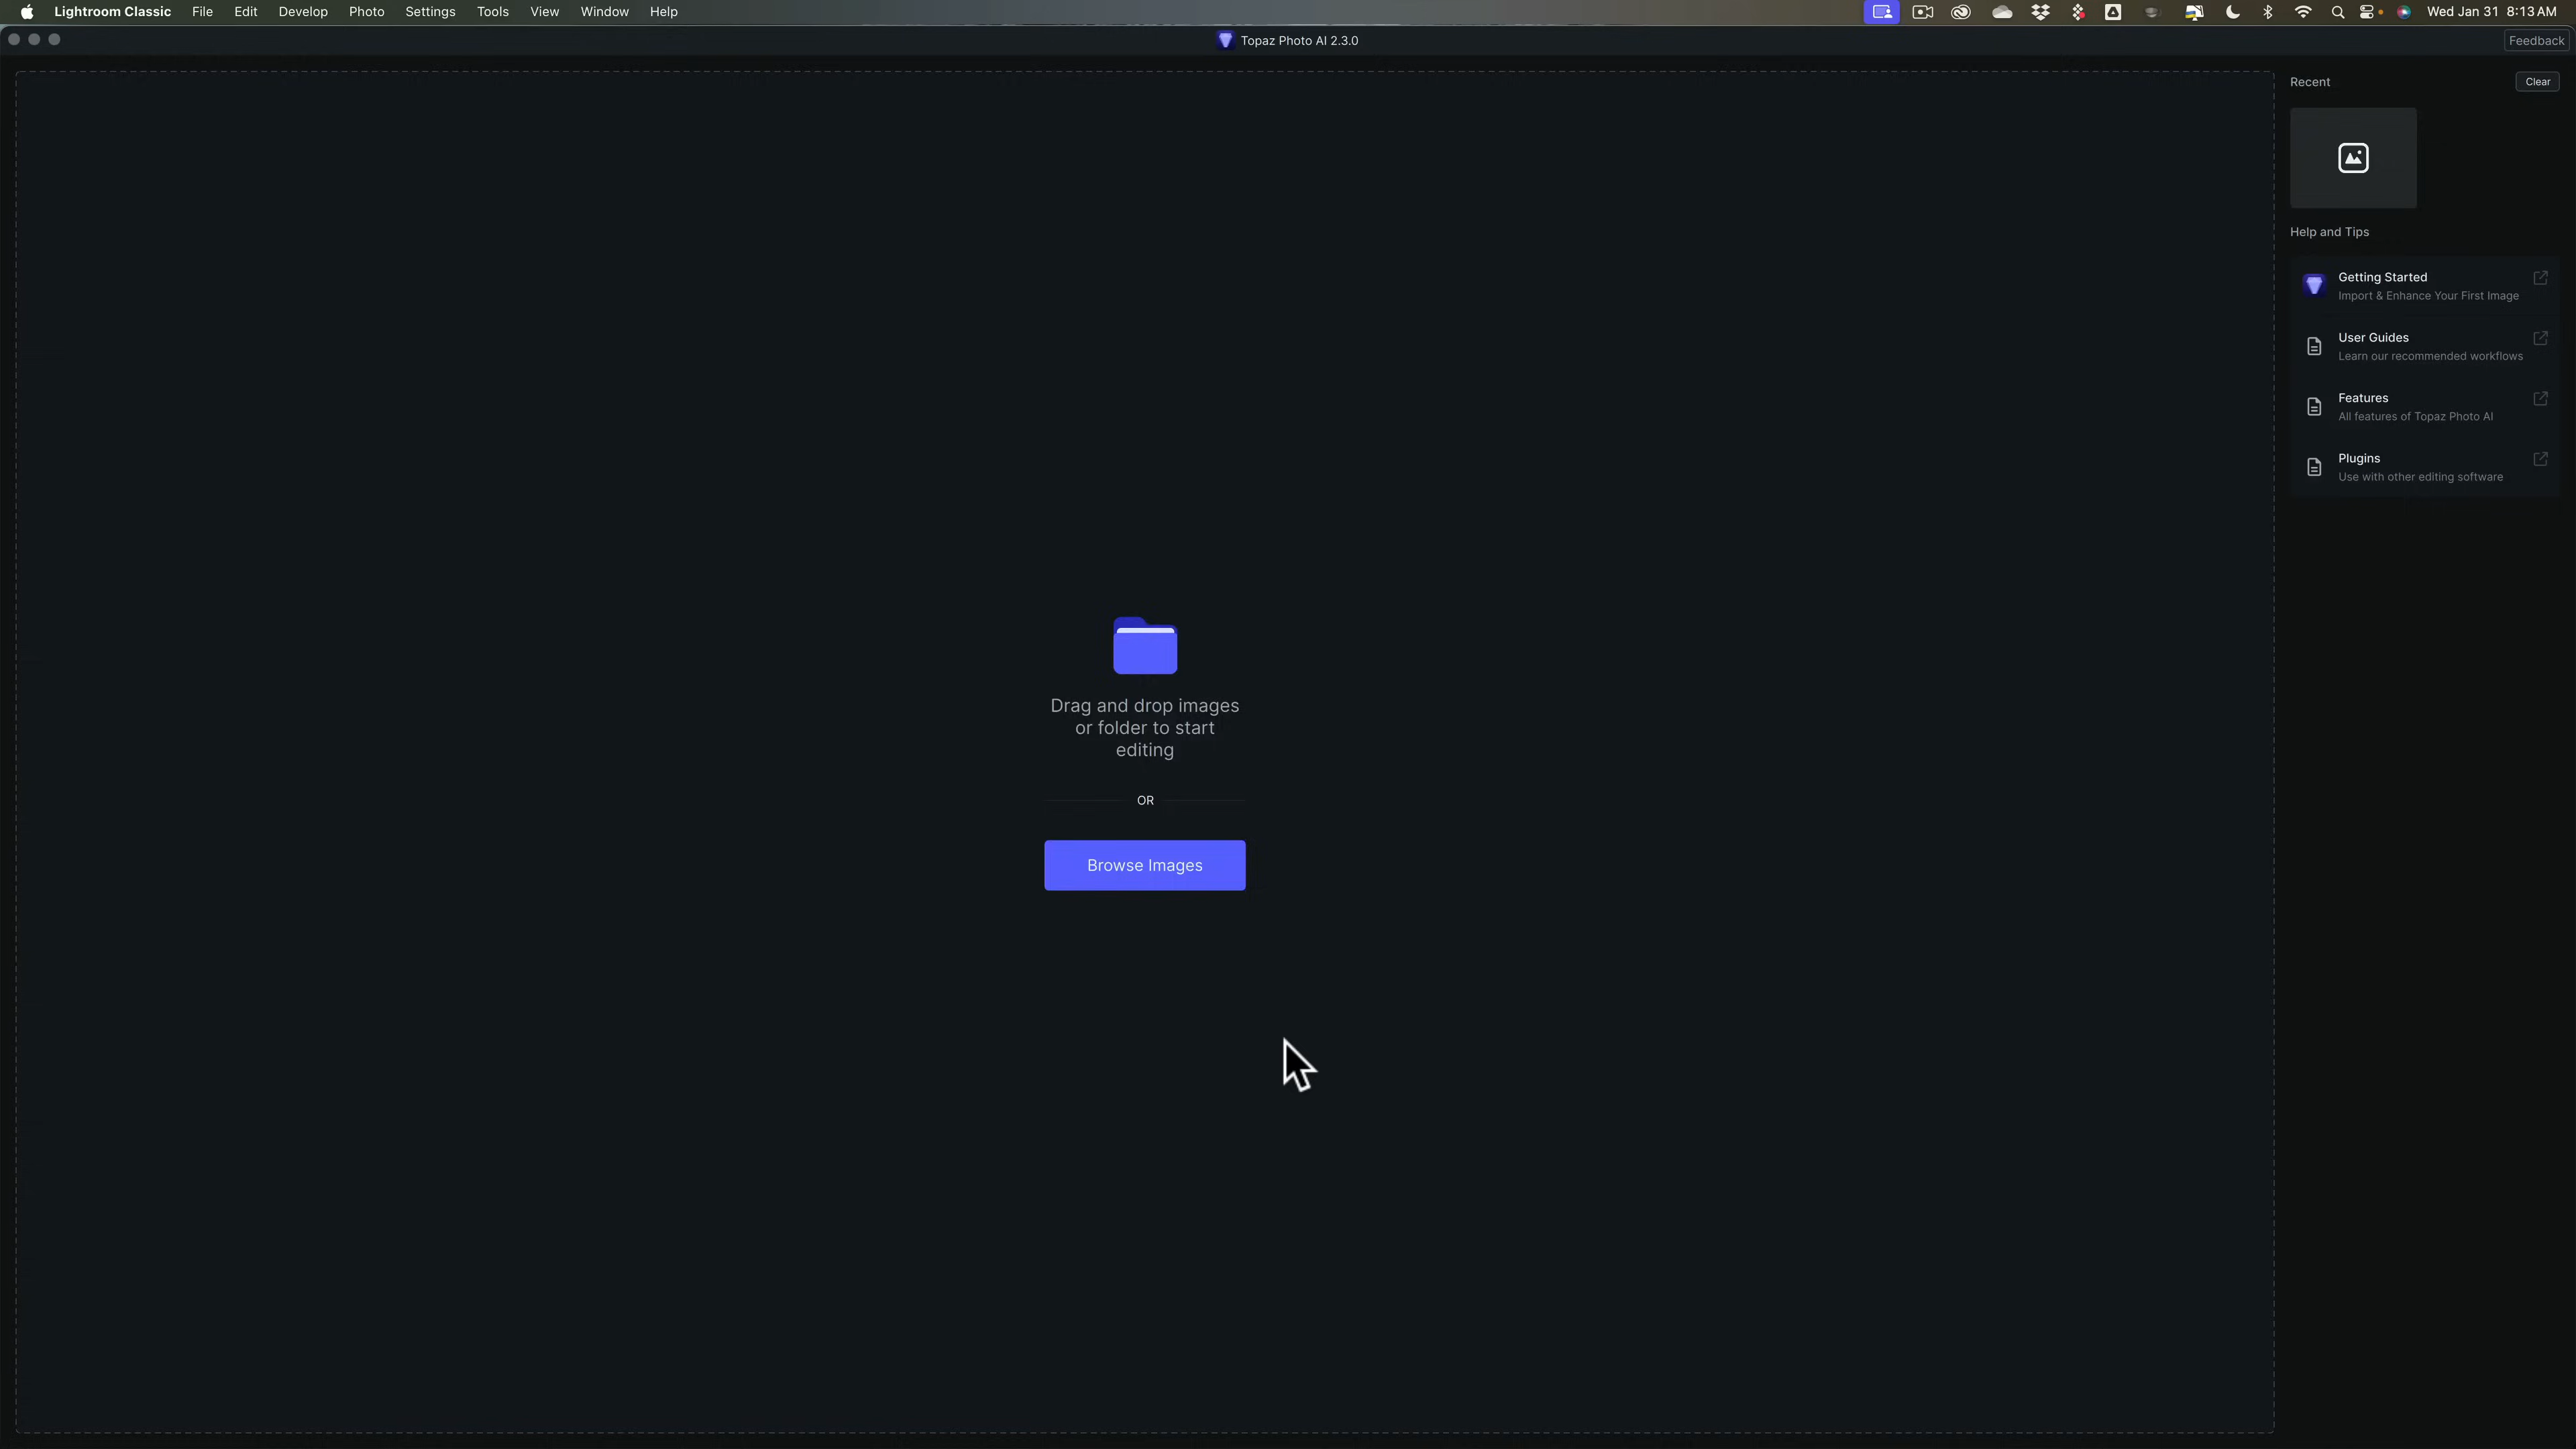 Lightroom Classic File Edit Develop Photo Settings Tools View Window Help Wed Jan 31 8:13 AM
Topaz Photo AI 2.3.0
Feedback
Recent
Clear
Help and Tips
Getting Started
Import & Enhance Your First Image
User Guides
Learn our recommended workflows
Features
All features of Topaz Photo AI
Plugins
Use with other editing software
Drag and drop images
or folder to start
editing
OR
Browse Images